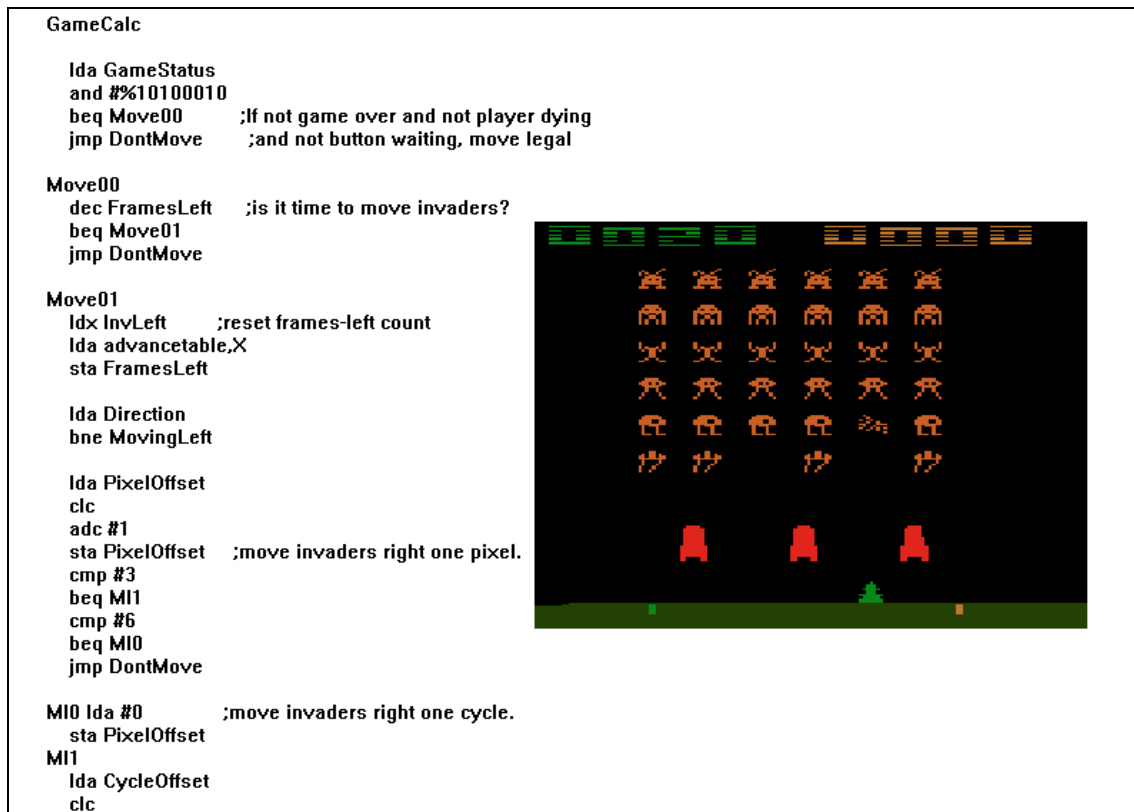 GameCalc
lda GameStatus
and #%10100010
beq Move00 ;If not game over and not player dying
jmp DontMove ;and not button waiting, move legal
Move00
dec FramesLeft ;is it time to move invaders?
beq Move01
jmp DontMove
Move01
ldx InvLeft ;reset frames-left count
lda advancetable,X
sta FramesLeft
lda Direction
bne MovingLeft
lda PixelOffset
clc
adc #1
sta PixelOffset ;move invaders right one pixel.
cmp #3
beq MI1
cmp #6
beq MI0
jmp DontMove
MI0 lda #0 ;move invaders right one cycle.
sta PixelOffset
MI1
lda CycleOffset
clc
0020 0000